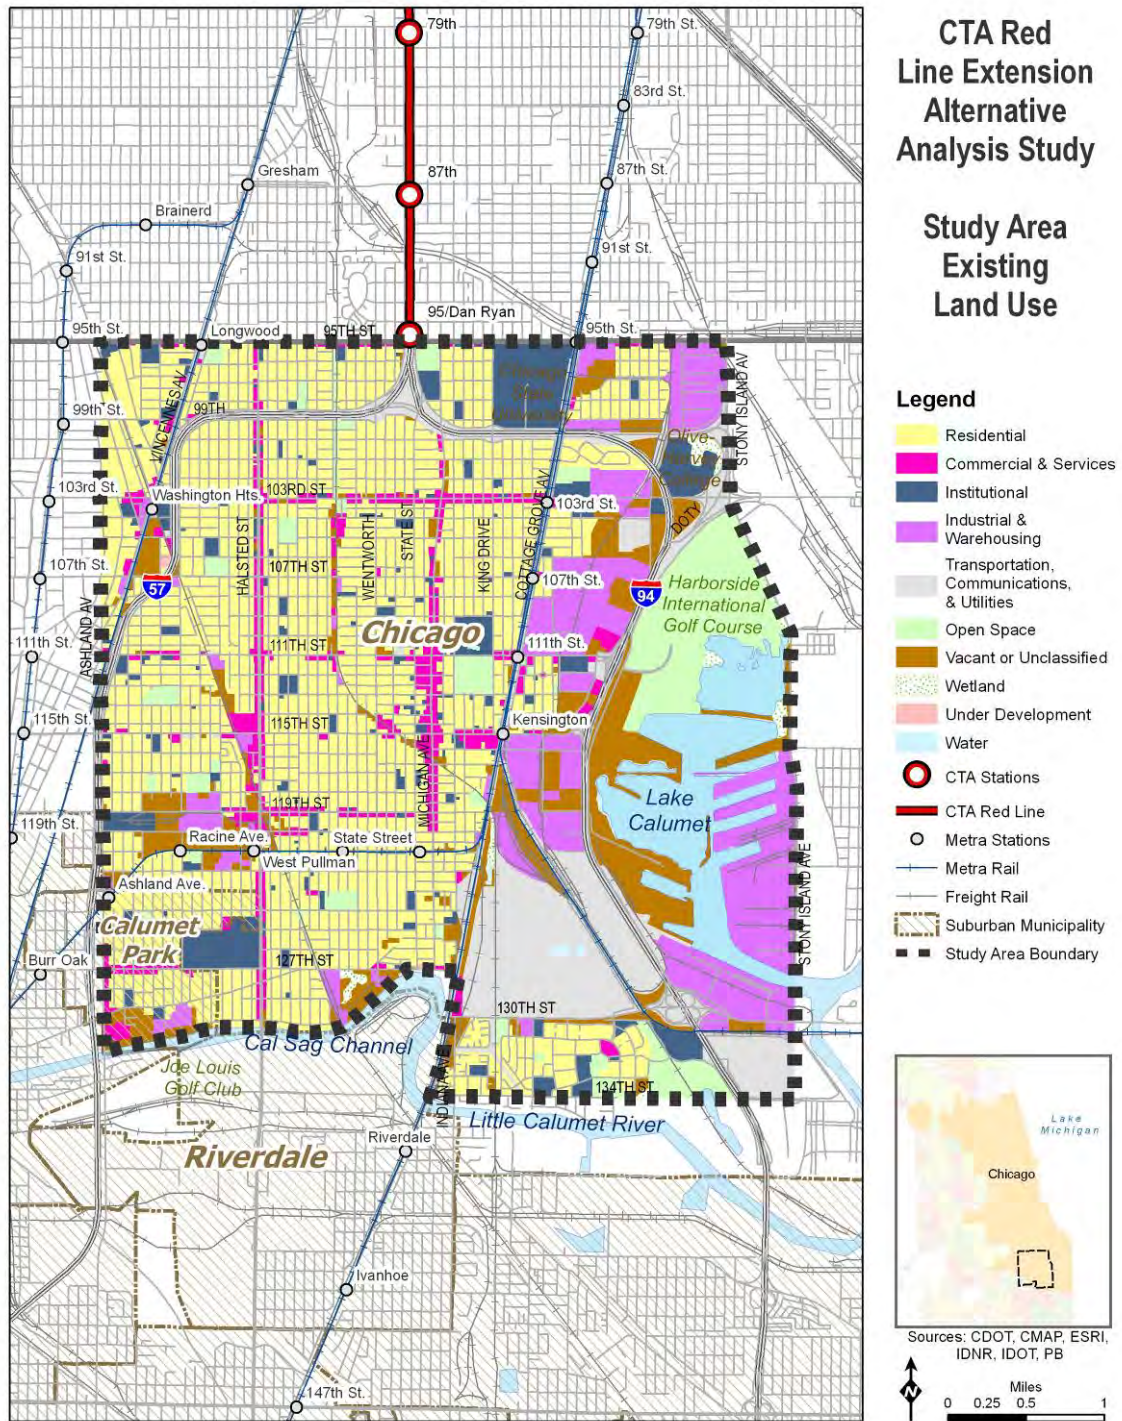 79th
79th St.
83rd St.
Gresham
87th
87th St.
Brainerd
91st St.
91st St.
95/Dan Ryan
95th St.
Longwood
95TH ST
95th St.
STONY ISLAND AV
Chicago
State
University
VINCENNES AV
99TH
99th St.
Olive-
Harvey
College
103rd St.
Washington Hts.
103RD ST
103rd St.
DOTY
HALSTED ST
WENTWORTH
STATE ST
KING DRIVE
COTTAGE GROVE AV
107th St.
57
107TH ST
107th St.
94
Harborside
International
Golf Course
ASHLAND AV
Chicago
111th St.
111TH ST
111th St.
115th St.
115TH ST
Kensington
MICHIGAN AVE
Lake
Calumet
119th St.
119TH ST
Racine Ave.
State Street
West Pullman
Ashland Ave.
STONY ISLAND AVE
Calumet
Park
Burr Oak
127TH ST
130TH ST
Cal Sag Channel
INDIANA AVE
Joe Louis
Golf Club
134TH ST
Little Calumet River
Riverdale
Riverdale
Ivanhoe
147th St.
CTA Red
Line Extension
Alternative
Analysis Study
Study Area
Existing
Land Use
Legend
Residential
Commercial & Services
Institutional
Industrial &
Warehousing
Transportation,
Communications,
& Utilities
Open Space
Vacant or Unclassified
Wetland
Under Development
Water
CTA Stations
CTA Red Line
Metra Stations
Metra Rail
Freight Rail
Suburban Municipality
Study Area Boundary
Lake
Michigan
Chicago
Sources: CDOT, CMAP, ESRI,
IDNR, IDOT, PB
N
Miles
0 0.25 0.5 1